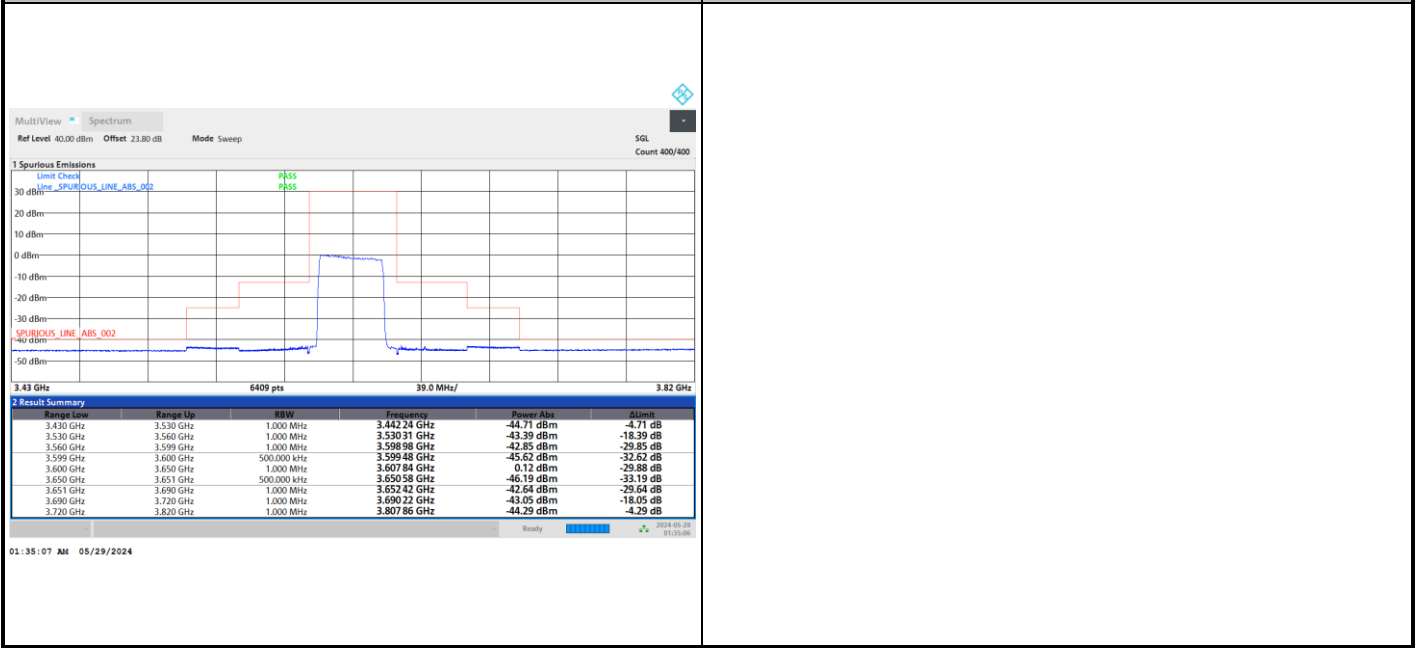 MultiView Spectrum
Ref Level 40.00 dBm Offset 23.80 dB Mode Sweep SGL
Count 400/400
1 Spurious Emissions
Limit Check PASS
Line _SPURIOUS_LINE_ABS_002 PASS
30 dBm
20 dBm
10 dBm
0 dBm
-10 dBm
-20 dBm
-30 dBm
_SPURIOUS_LINE_ABS_002
-40 dBm
-50 dBm
3.43 GHz 6409 pts 39.0 MHz/ 3.82 GHz
2 Result Summary
Range Low Range Up RBW Frequency Power Abs ΔLimit
3.430 GHz 3.530 GHz 1.000 MHz 3.44224 GHz -44.71 dBm -4.71 dB
3.530 GHz 3.560 GHz 1.000 MHz 3.53031 GHz -43.39 dBm -18.39 dB
3.560 GHz 3.599 GHz 1.000 MHz 3.59898 GHz -42.85 dBm -29.85 dB
3.599 GHz 3.600 GHz 500.000 kHz 3.59948 GHz -45.62 dBm -32.62 dB
3.600 GHz 3.650 GHz 1.000 MHz 3.60784 GHz 0.12 dBm -29.88 dB
3.650 GHz 3.651 GHz 500.000 kHz 3.65058 GHz -46.19 dBm -33.19 dB
3.651 GHz 3.690 GHz 1.000 MHz 3.65242 GHz -42.64 dBm -29.64 dB
3.690 GHz 3.720 GHz 1.000 MHz 3.69022 GHz -43.05 dBm -18.05 dB
3.720 GHz 3.820 GHz 1.000 MHz 3.80786 GHz -44.29 dBm -4.29 dB
Ready 2024-05-29
01:35:06
01:35:07 AM 05/29/2024